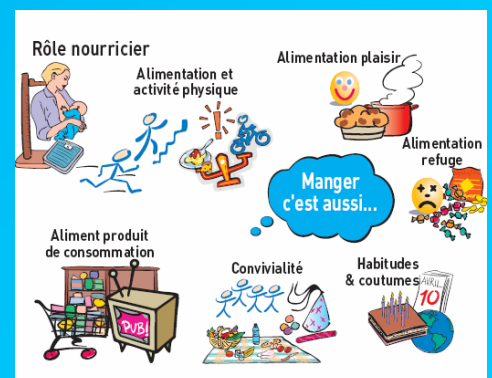 Rôle nourricier
Alimentation et
activité physique
Alimentation plaisir
Alimentation
refuge
Manger
c'est aussi...
Aliment produit
de consommation
PUB!
Convivialité
Habitudes
& coutumes
AVRIL
10